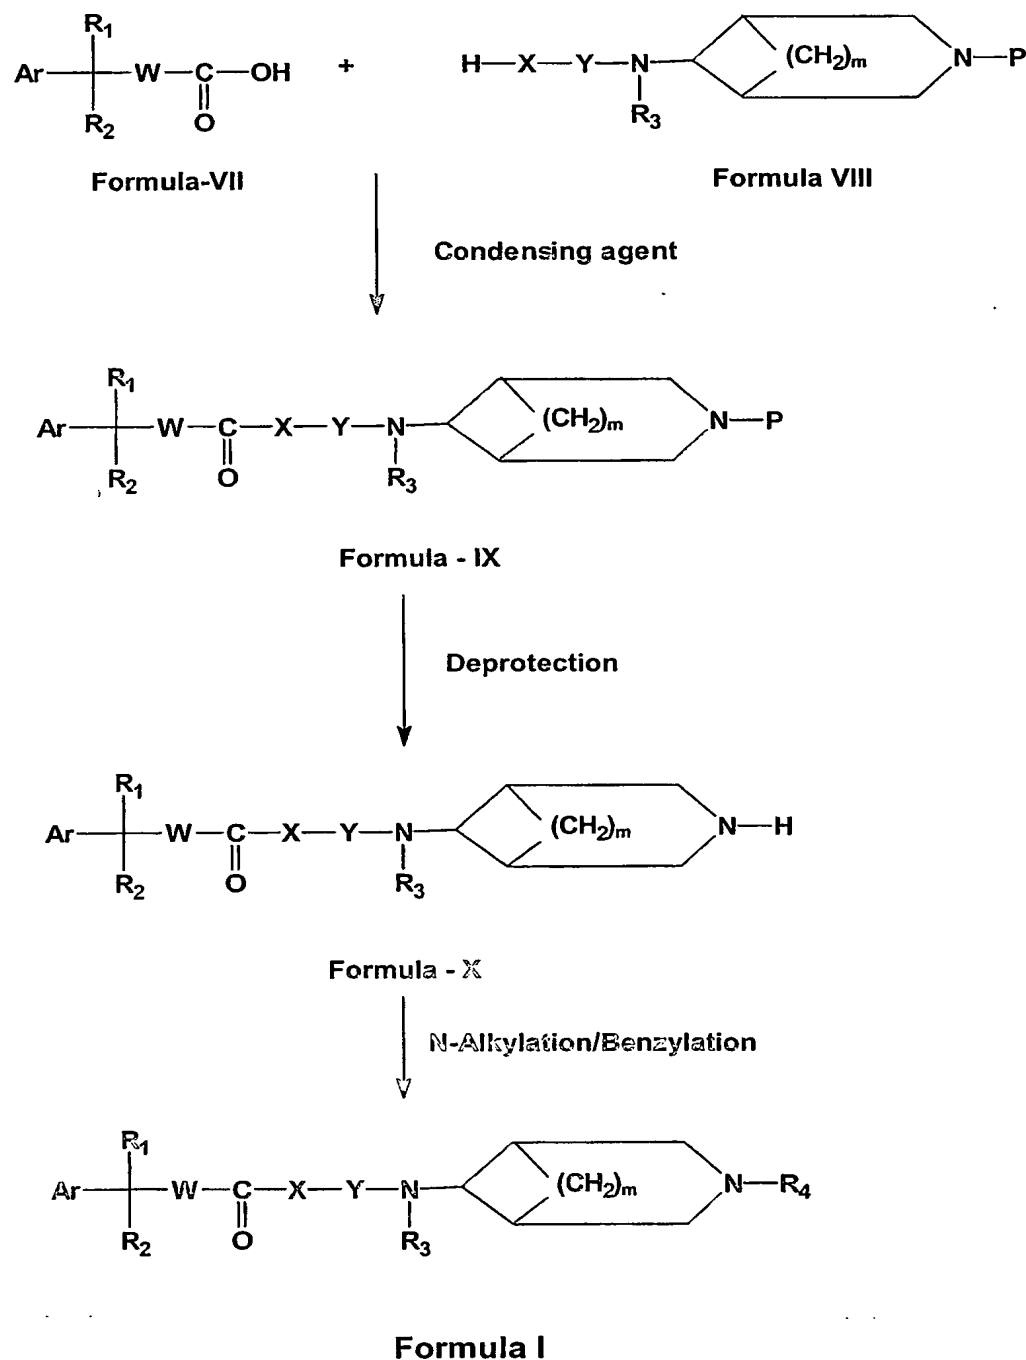 R1
Ar W C OH + H X Y N (CH2)m N P
R2 O R3
Formula-VII Formula VIII
Condensing agent
R1
Ar W C X Y N (CH2)m N P
R2 O R3
Formula - IX
Deprotection
R1
Ar W C X Y N (CH2)m N H
R2 O R3
Formula - X
N-Alkylation/Benzylation
R1
Ar W C X Y N (CH2)m N R4
R2 O R3
Formula I